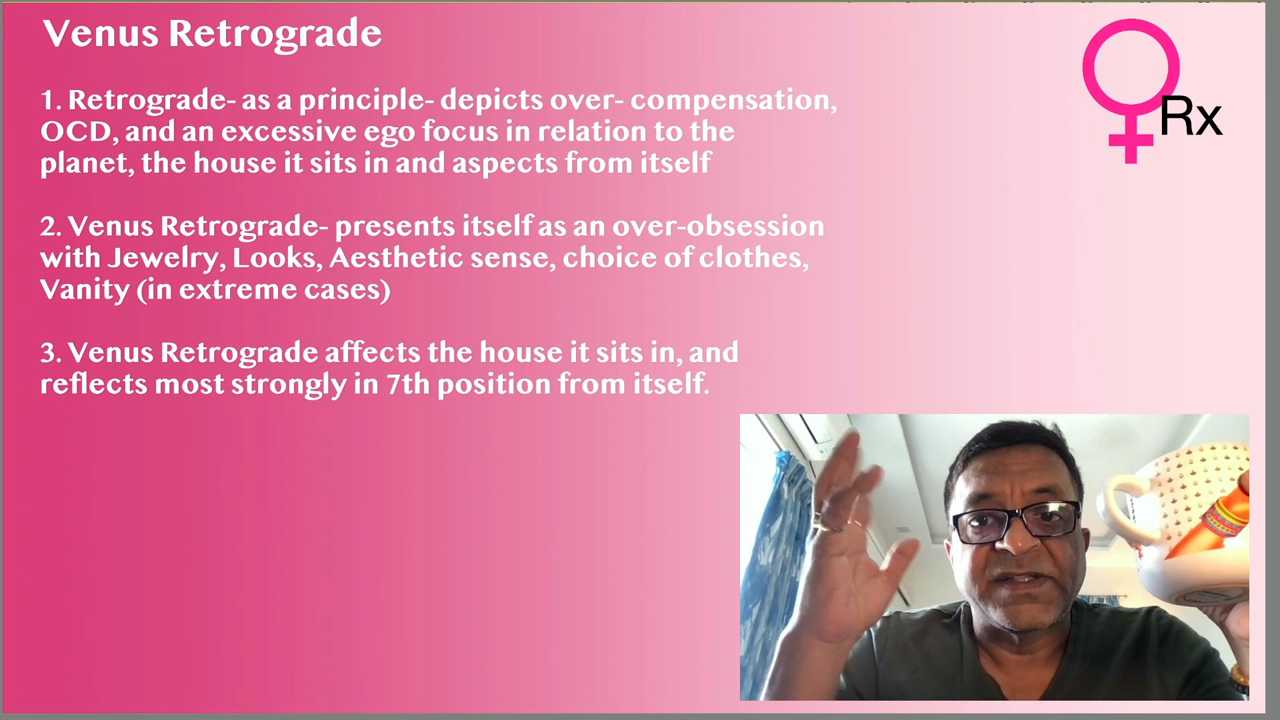 Venus Retrograde
Rx
1. Retrograde- as a principle- depicts over- compensation,
OCD, and an excessive ego focus in relation to the
planet, the house it sits in and aspects from itself
2. Venus Retrograde- presents itself as an over-obsession
with Jewelry, Looks, Aesthetic sense, choice of clothes,
Vanity (in extreme cases)
3. Venus Retrograde affects the house it sits in, and
reflects most strongly in 7th position from itself.